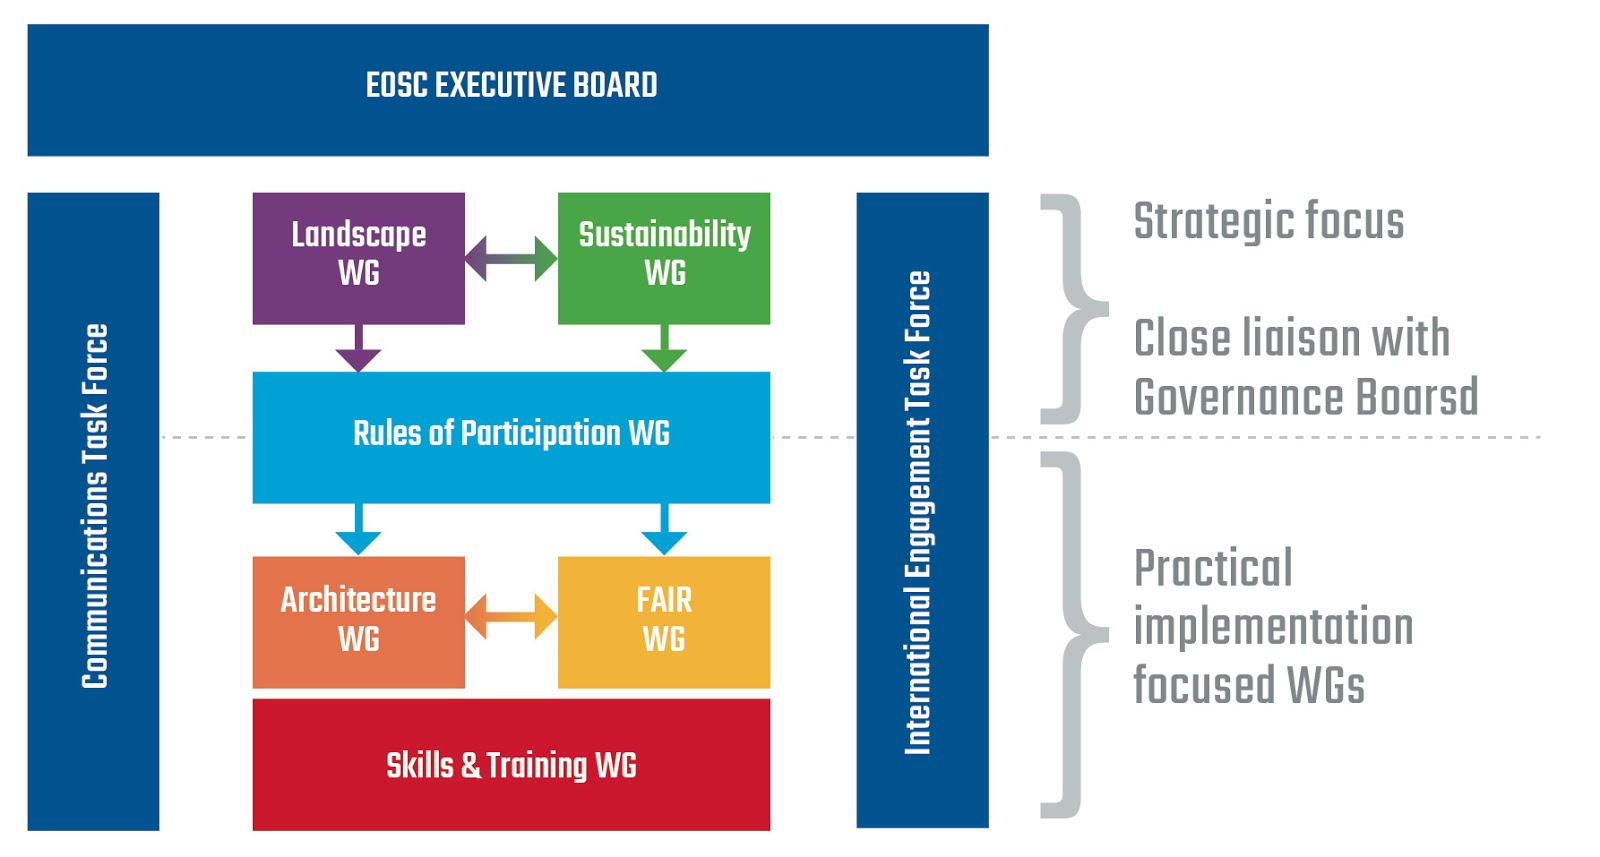 EOSC EXECUTIVE BOARD
Communications Task Force
Landscape
WG
Sustainability
WG
Rules of Participation WG
Architecture
WG
FAIR
WG
Skills & Training WG
International Engagement Task Force
Strategic focus
Close liaison with
Governance Boarsd
Practical
implementation
focused WGs